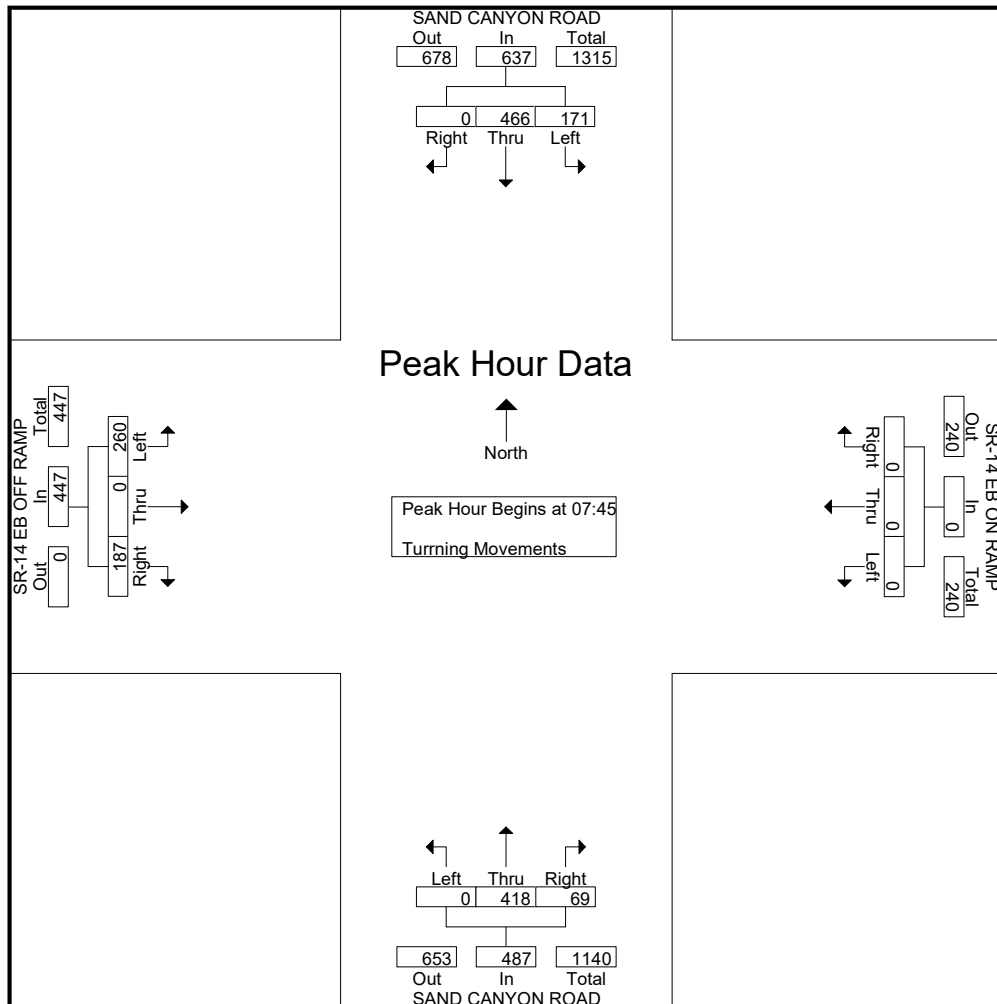 SAND CANYON ROAD
Out In Total
678 637 1315
0 466 171
Right Thru Left
Peak Hour Data
North
Peak Hour Begins at 07:45
Turrning Movements
SR-14 EB OFF RAMP
Out In Total
0 447 447
Left Thru Right
260 0 187
SR-14 EB ON RAMP
Out In Total
240 0 240
Right Thru Left
0 0 0
Left Thru Right
0 418 69
653 487 1140
Out In Total
SAND CANYON ROAD